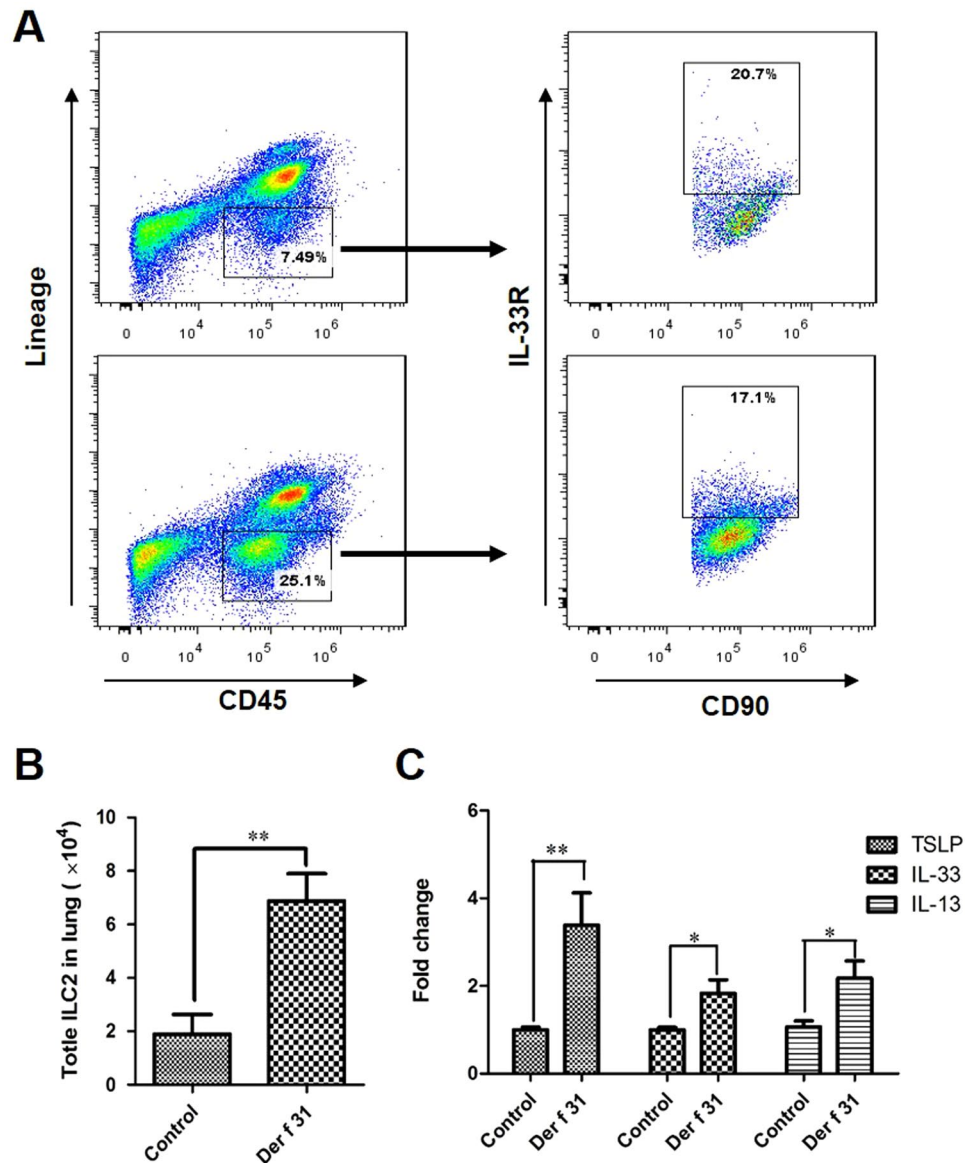 A
Lineage
7.49%
0 10^4 10^5 10^6
IL-33R
20.7%
0 10^4 10^5 10^6
25.1%
0 10^4 10^5 10^6
CD45
17.1%
0 10^4 10^5 10^6
CD90
B
Totle ILC2 in lung ( ×10^4)
10
8
6
4
2
0
**
Control
Der f 31
C
Fold change
6
4
2
0
**
*
*
TSLP
IL-33
IL-13
Control
Der f 31
Control
Der f 31
Control
Der f 31